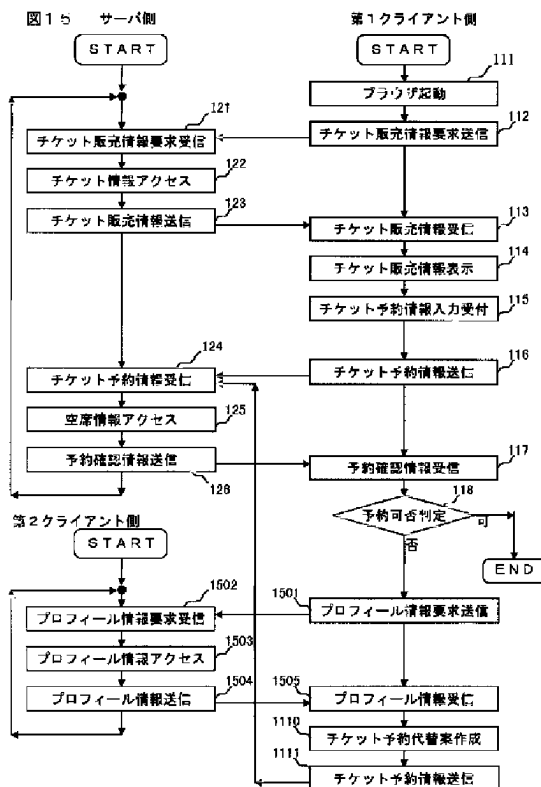 図15 サーバ側
第1クライアント側
START
START
111
ブラウザ起動
121
112
チケット販売情報要求受信
チケット販売情報要求送信
122
チケット情報アクセス
123
チケット販売情報送信
113
チケット販売情報受信
114
チケット販売情報表示
115
チケット予約情報入力受付
124
チケット予約情報受信
116
チケット予約情報送信
125
空席情報アクセス
予約確認情報送信
126
117
予約確認情報受信
118
予約可否判定
可
否
END
第2クライアント側
START
1502
プロフィール情報要求受信
1501
プロフィール情報要求送信
1503
プロフィール情報アクセス
1504
プロフィール情報送信
1505
プロフィール情報受信
1110
チケット予約代替案作成
1111
チケット予約情報送信